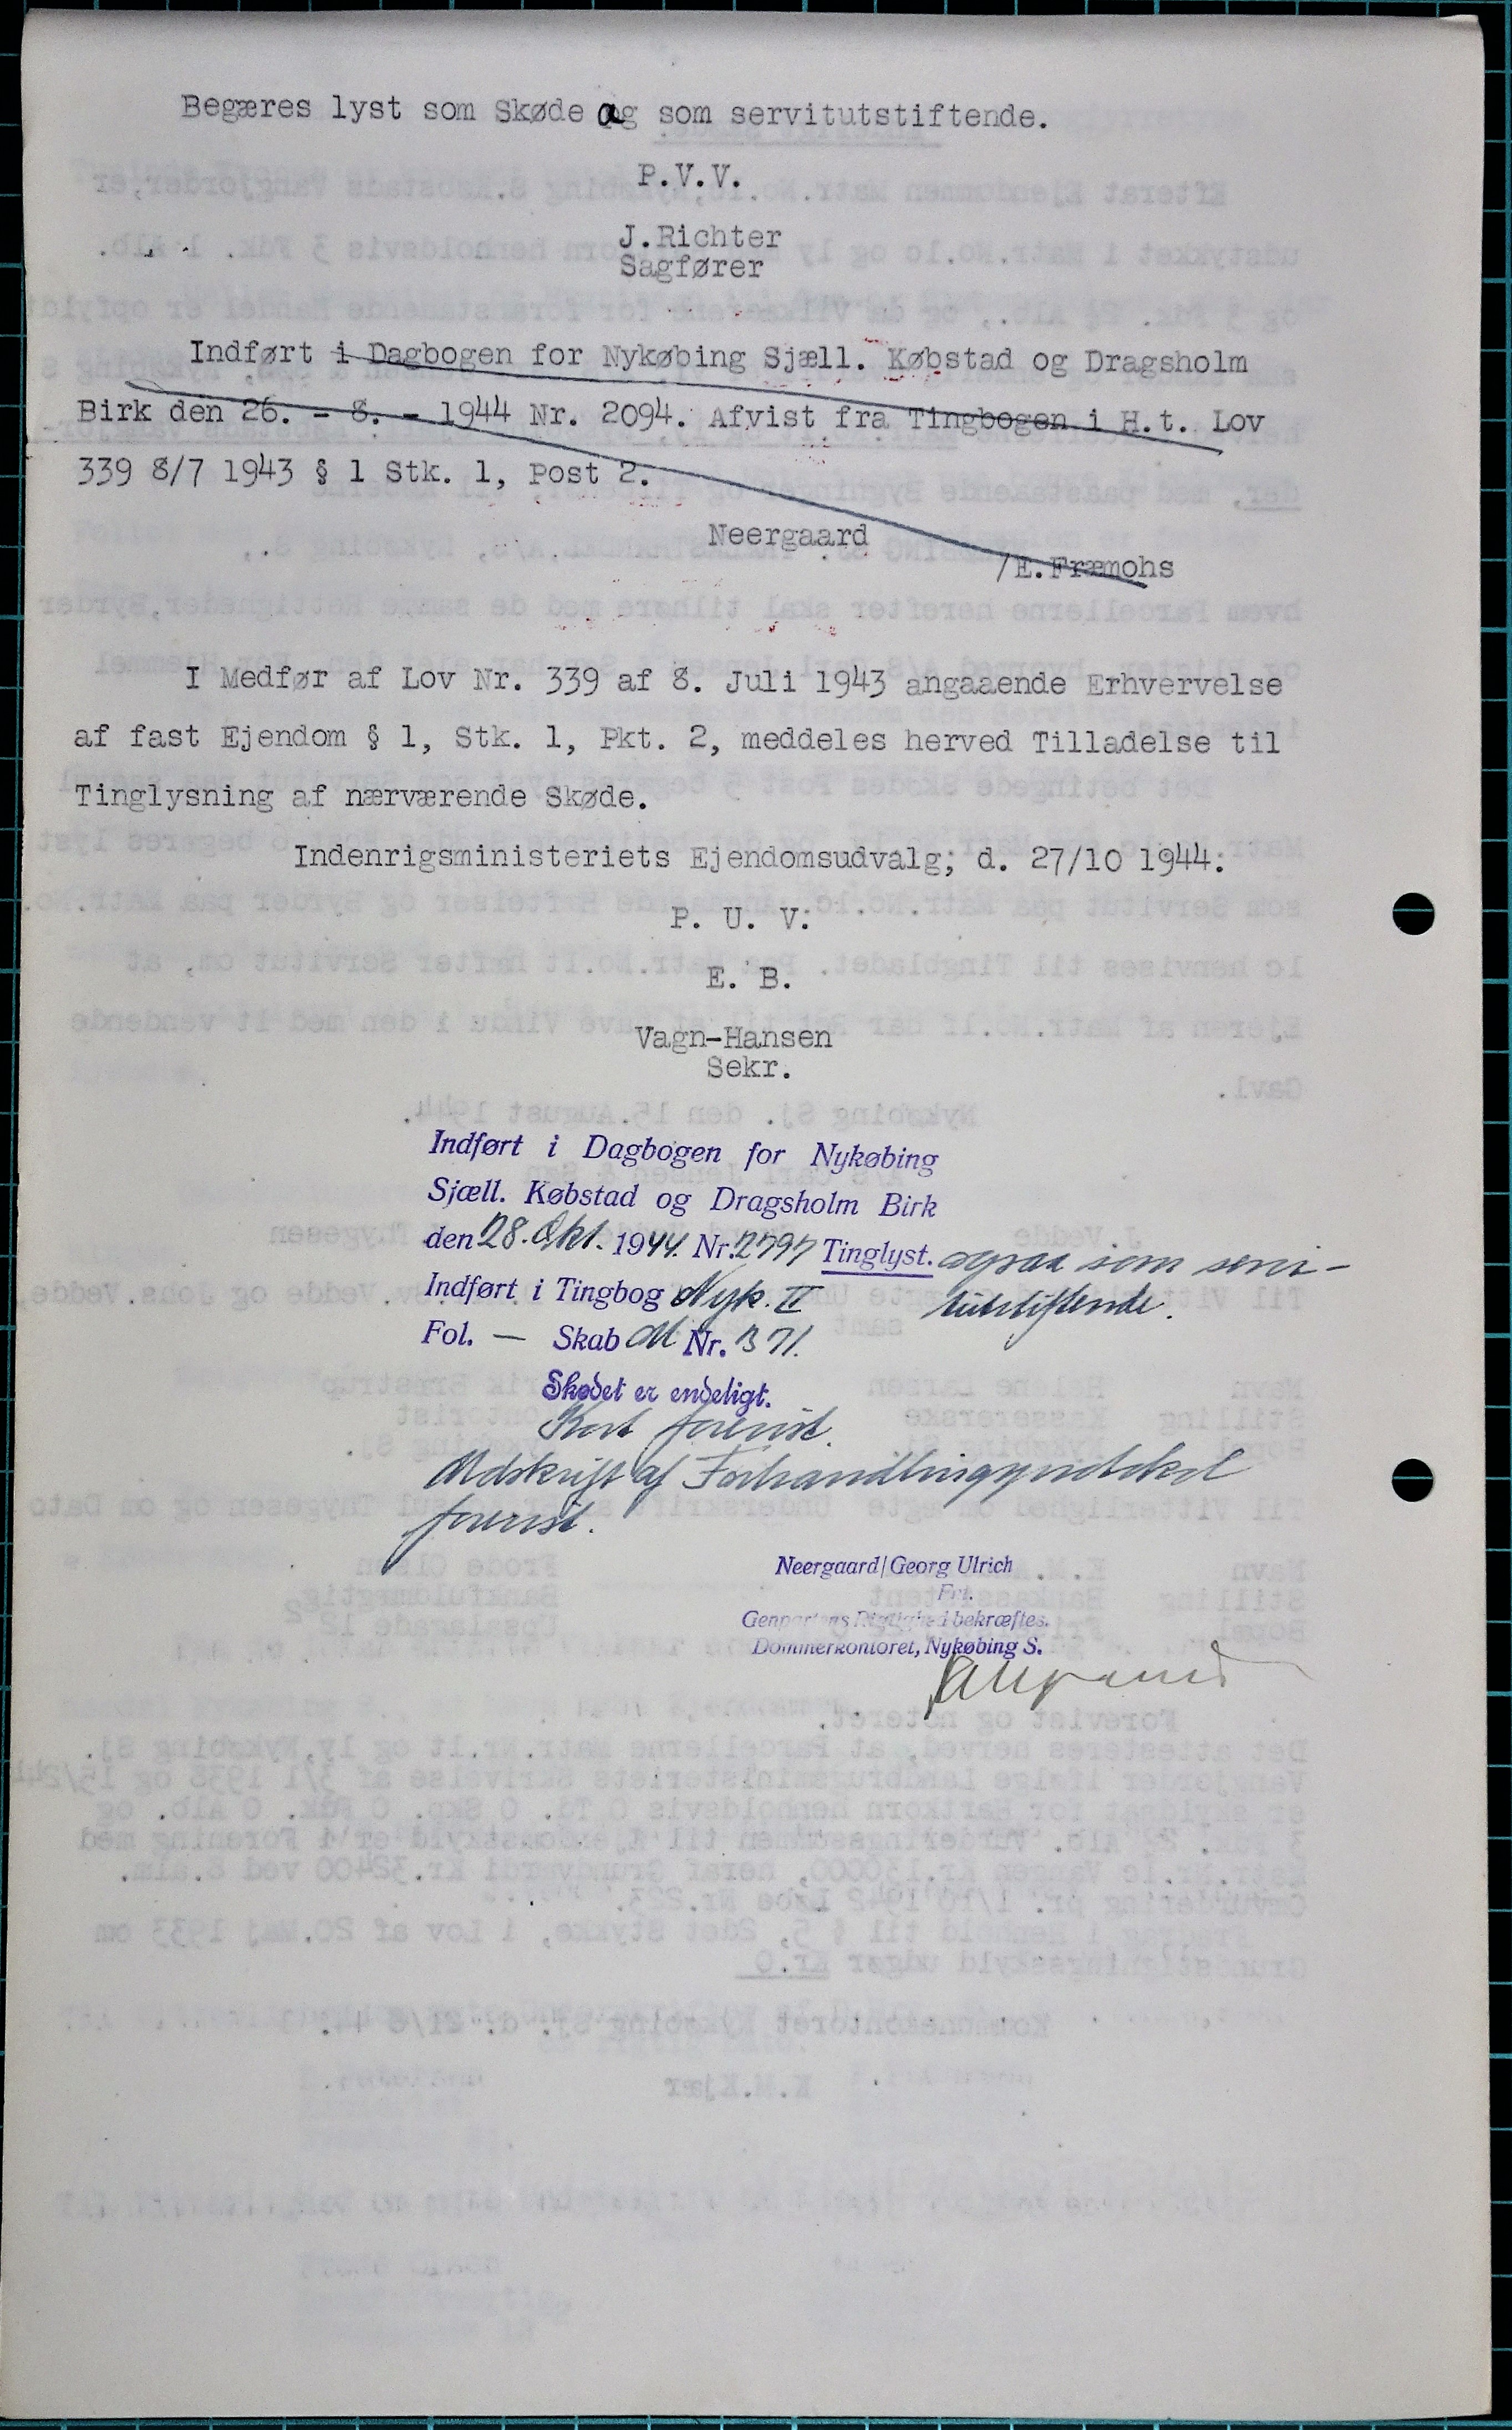 Begæres lyst som Skøde og som servitutstiftende.
P.V.V.
J.Richter
Sagfører
Indført i Dagbogen for Nykøbing Sjæll. Købstad og Dragsholm
Birk den 26. - 8. - 1944 Nr. 2094. Afvist fra Tingbogen i H.t. Lov
339 8/7 1943 § 1 Stk. 1, Post 2.
Neergaard
/E.Fræmohs
I Medfør af Lov Nr. 339 af 8. Juli 1943 angaaende Erhvervelse
af fast Ejendom § 1, Stk. 1, Pkt. 2, meddeles herved Tilladelse til
Tinglysning af nærværende Skøde.
Indenrigsministeriets Ejendomsudvalg; d. 27/10 1944.
P. U. V.
E. B.
Vagn-Hansen
Sekr.
Indført i Dagbogen for Nykøbing
Sjæll. Købstad og Dragsholm Birk
den 28. Okt. 1944. Nr. 2797 Tinglyst. ogsaa som servi-
Indført i Tingbog Nyk. II tutstiftende.
Fol. — Skab M Nr. 371.
Skødet er endeligt.
Kort forevist.
Udskrift af Forhandlingsprotokol
forevist.
Neergaard/Georg Ulrich
Genpartens Rigtighed bekræftes.
Dommerkontoret, Nykøbing S.